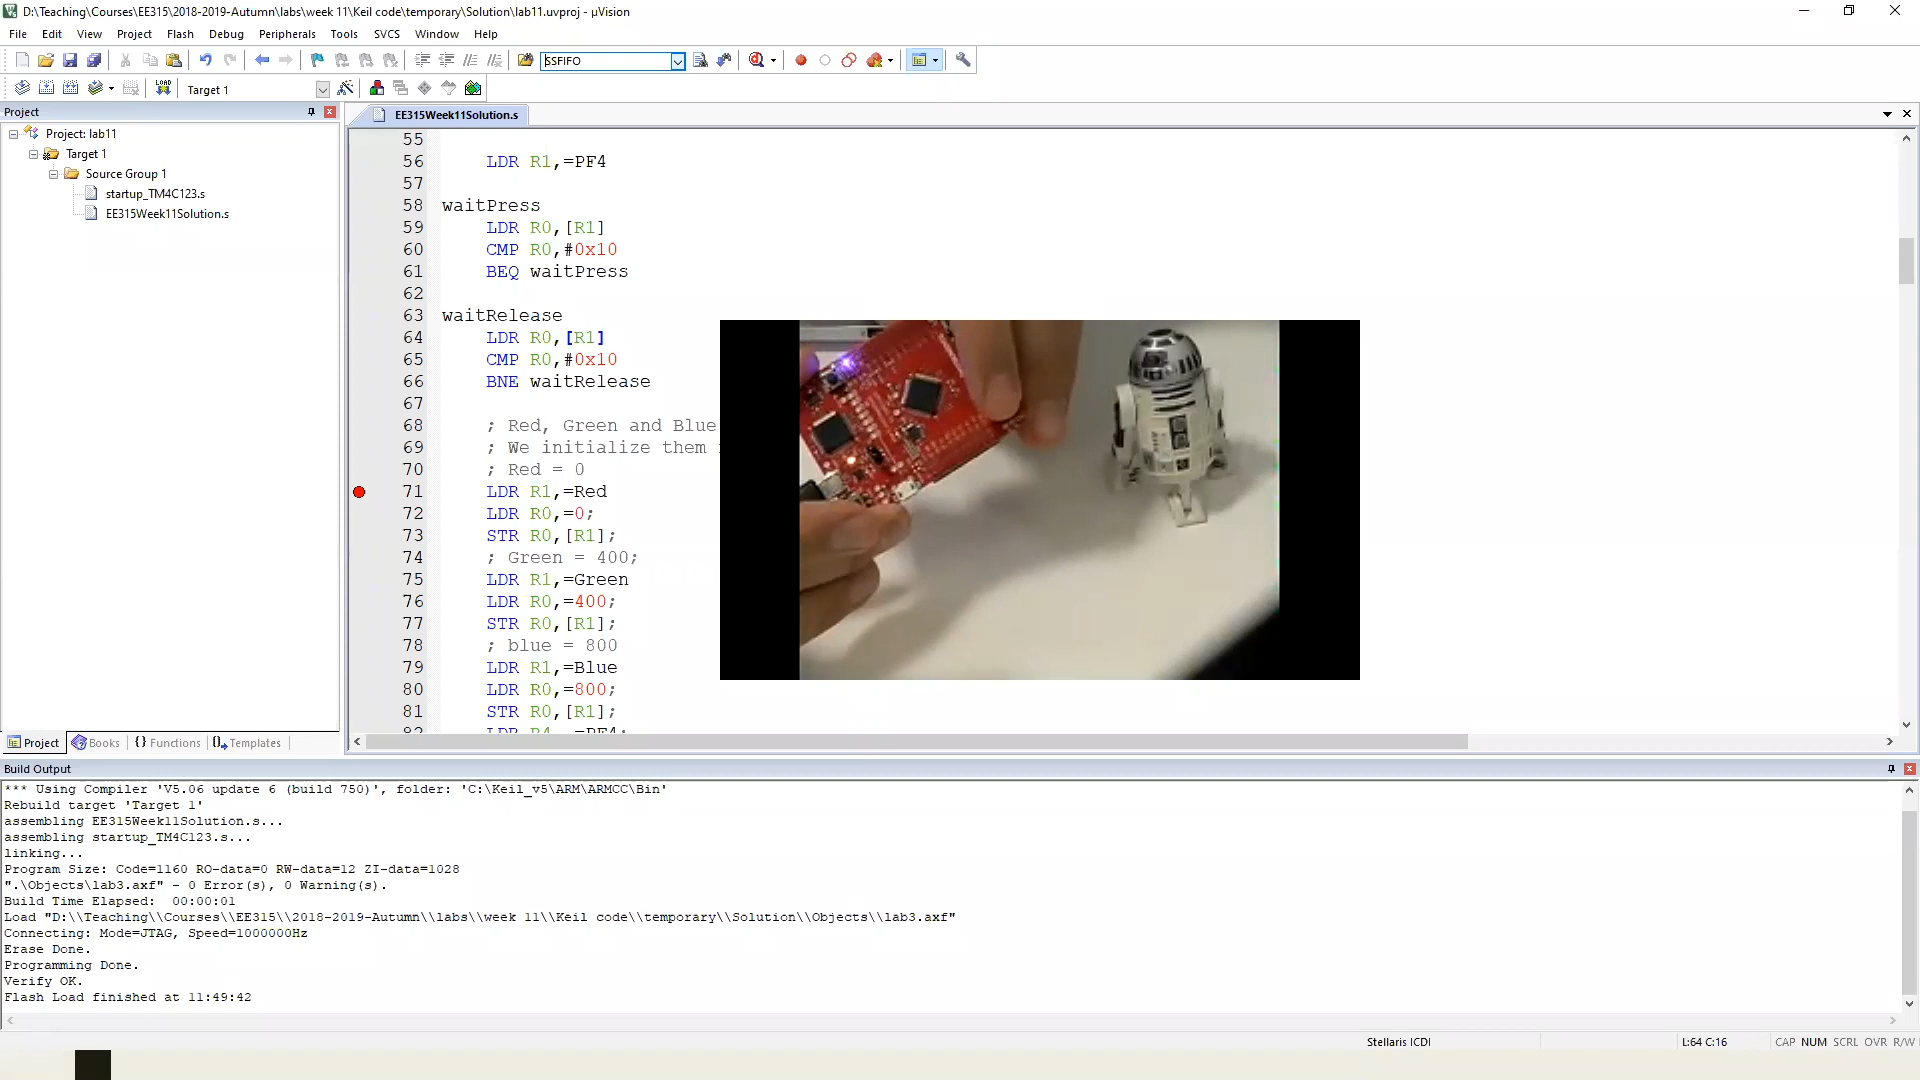 D:\Teaching\Courses\EE315\2018-2019-Autumn\labs\week 11\Keil code\temporary\Solution\lab11.uvproj - µVision
File Edit View Project Flash Debug Peripherals Tools SVCS Window Help
SSFIFO
LOAD
Target 1
Project
EE315Week11Solution.s
Project: lab11
Target 1
Source Group 1
startup_TM4C123.s
EE315Week11Solution.s
55
56 LDR R1,=PF4
57
58 waitPress
59 LDR R0,[R1]
60 CMP R0,#0x10
61 BEQ waitPress
62
63 waitRelease
64 LDR R0,[R1]
65 CMP R0,#0x10
66 BNE waitRelease
67
68 ; Red, Green and Blue
69 ; We initialize them
70 ; Red = 0
71 LDR R1,=Red
72 LDR R0,=0;
73 STR R0,[R1];
74 ; Green = 400;
75 LDR R1,=Green
76 LDR R0,=400;
77 STR R0,[R1];
78 ; blue = 800
79 LDR R1,=Blue
80 LDR R0,=800;
81 STR R0,[R1];
82 LDR R4, =PF4;
Project Books {} Functions Templates
Build Output
*** Using Compiler 'V5.06 update 6 (build 750)', folder: 'C:\Keil_v5\ARM\ARMCC\Bin'
Rebuild target 'Target 1'
assembling EE315Week11Solution.s...
assembling startup_TM4C123.s...
linking...
Program Size: Code=1160 RO-data=0 RW-data=12 ZI-data=1028
".\Objects\lab3.axf" - 0 Error(s), 0 Warning(s).
Build Time Elapsed:  00:00:01
Load "D:\\Teaching\\Courses\\EE315\\2018-2019-Autumn\\labs\\week 11\\Keil code\\temporary\\Solution\\Objects\\lab3.axf"
Connecting: Mode=JTAG, Speed=1000000Hz
Erase Done.
Programming Done.
Verify OK.
Flash Load finished at 11:49:42
Stellaris ICDI L:64 C:16 CAP NUM SCRL OVR R/W